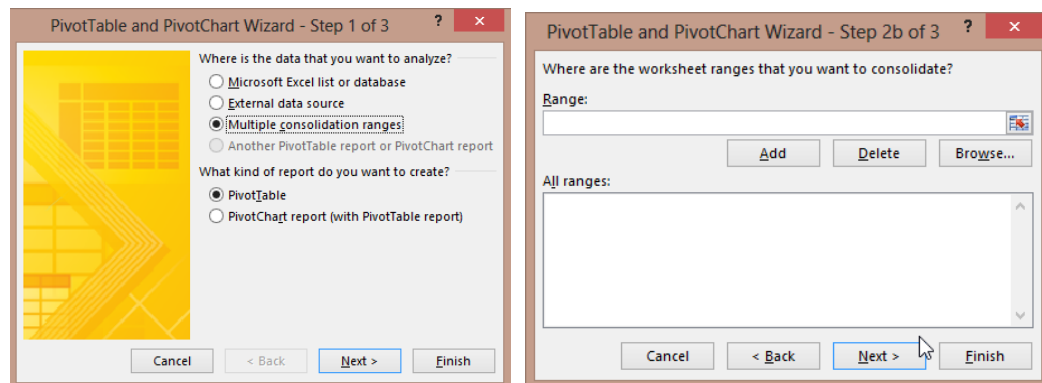 PivotTable and PivotChart Wizard - Step 1 of 3
Where is the data that you want to analyze?
Microsoft Excel list or database
External data source
Multiple consolidation ranges
Another PivotTable report or PivotChart report
What kind of report do you want to create?
PivotTable
PivotChart report (with PivotTable report)
Cancel
< Back
Next >
Finish
PivotTable and PivotChart Wizard - Step 2b of 3
Where are the worksheet ranges that you want to consolidate?
Range:
Add
Delete
Browse...
All ranges:
Cancel
< Back
Next >
Finish